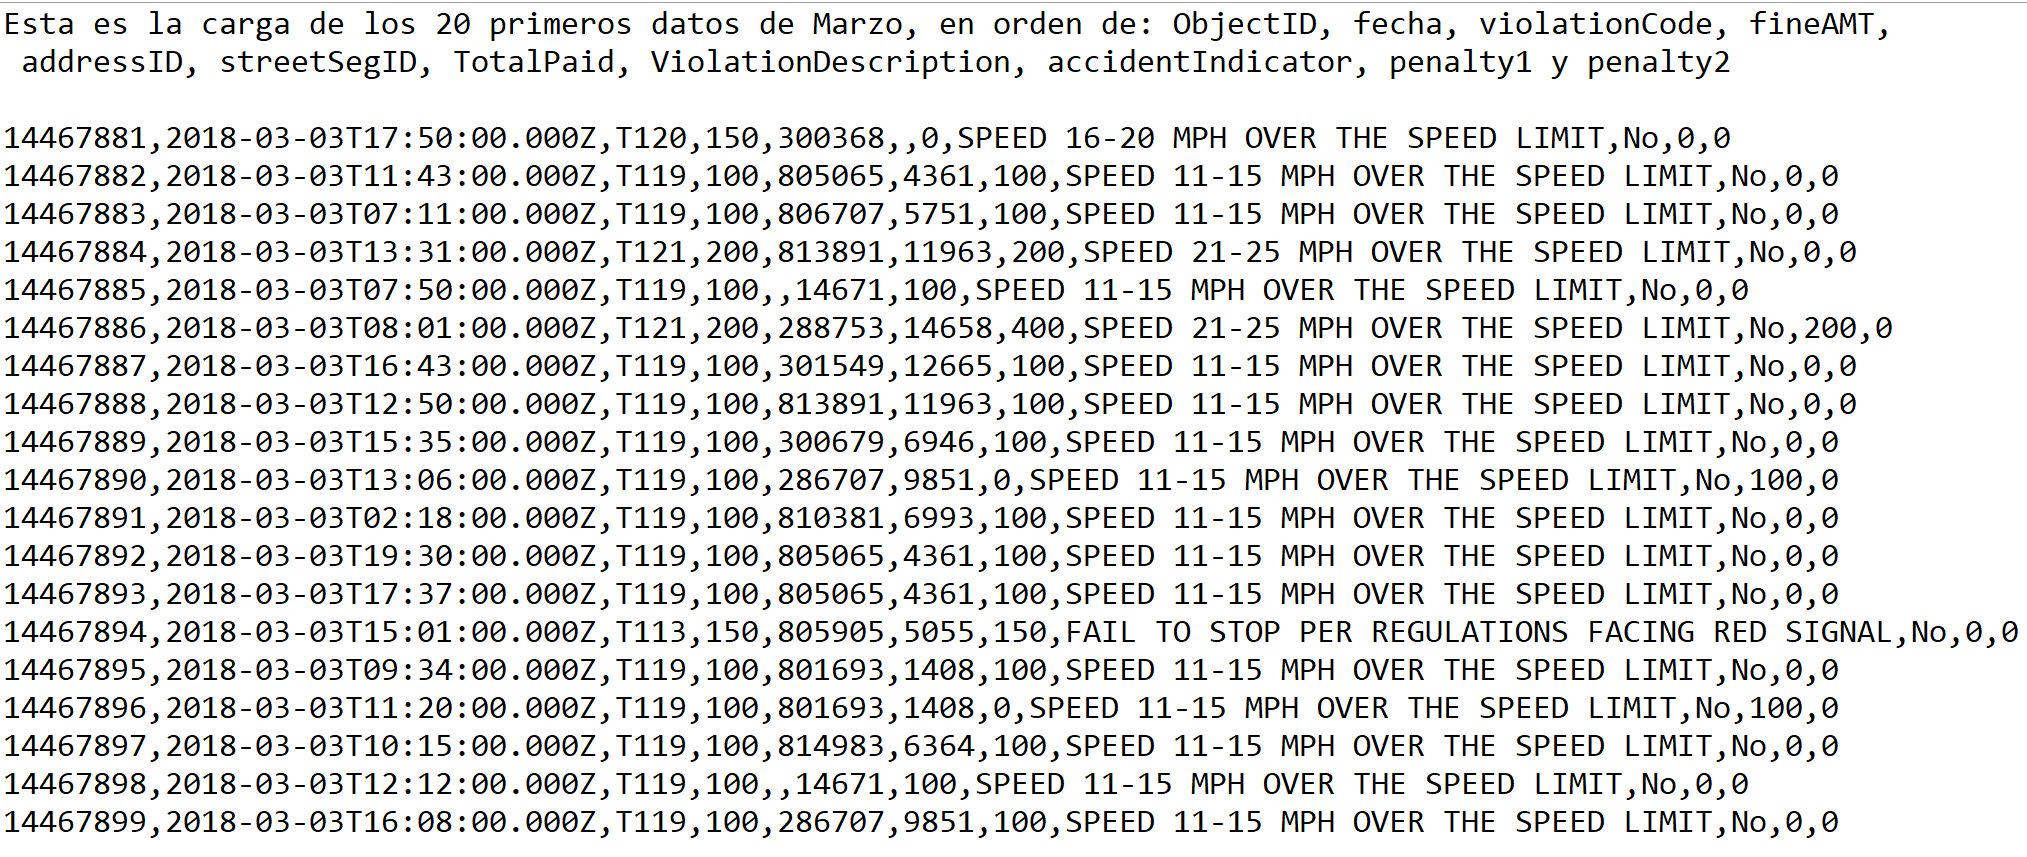 Esta es la carga de los 20 primeros datos de Marzo, en orden de: ObjectID, fecha, violationCode, fineAMT,
addressID, streetSegID, TotalPaid, ViolationDescription, accidentIndicator, penalty1 y penalty2
14467881,2018-03-03T17:50:00.000Z,T120,150,300368,,0,SPEED 16-20 MPH OVER THE SPEED LIMIT,No,0,0
14467882,2018-03-03T11:43:00.000Z,T119,100,805065,4361,100,SPEED 11-15 MPH OVER THE SPEED LIMIT,No,0,0
14467883,2018-03-03T07:11:00.000Z,T119,100,806707,5751,100,SPEED 11-15 MPH OVER THE SPEED LIMIT,No,0,0
14467884,2018-03-03T13:31:00.000Z,T121,200,813891,11963,200,SPEED 21-25 MPH OVER THE SPEED LIMIT,No,0,0
14467885,2018-03-03T07:50:00.000Z,T119,100,,14671,100,SPEED 11-15 MPH OVER THE SPEED LIMIT,No,0,0
14467886,2018-03-03T08:01:00.000Z,T121,200,288753,14658,400,SPEED 21-25 MPH OVER THE SPEED LIMIT,No,200,0
14467887,2018-03-03T16:43:00.000Z,T119,100,301549,12665,100,SPEED 11-15 MPH OVER THE SPEED LIMIT,No,0,0
14467888,2018-03-03T12:50:00.000Z,T119,100,813891,11963,100,SPEED 11-15 MPH OVER THE SPEED LIMIT,No,0,0
14467889,2018-03-03T15:35:00.000Z,T119,100,300679,6946,100,SPEED 11-15 MPH OVER THE SPEED LIMIT,No,0,0
14467890,2018-03-03T13:06:00.000Z,T119,100,286707,9851,0,SPEED 11-15 MPH OVER THE SPEED LIMIT,No,100,0
14467891,2018-03-03T02:18:00.000Z,T119,100,810381,6993,100,SPEED 11-15 MPH OVER THE SPEED LIMIT,No,0,0
14467892,2018-03-03T19:30:00.000Z,T119,100,805065,4361,100,SPEED 11-15 MPH OVER THE SPEED LIMIT,No,0,0
14467893,2018-03-03T17:37:00.000Z,T119,100,805065,4361,100,SPEED 11-15 MPH OVER THE SPEED LIMIT,No,0,0
14467894,2018-03-03T15:01:00.000Z,T113,150,805905,5055,150,FAIL TO STOP PER REGULATIONS FACING RED SIGNAL,No,0,0
14467895,2018-03-03T09:34:00.000Z,T119,100,801693,1408,100,SPEED 11-15 MPH OVER THE SPEED LIMIT,No,0,0
14467896,2018-03-03T11:20:00.000Z,T119,100,801693,1408,0,SPEED 11-15 MPH OVER THE SPEED LIMIT,No,100,0
14467897,2018-03-03T10:15:00.000Z,T119,100,814983,6364,100,SPEED 11-15 MPH OVER THE SPEED LIMIT,No,0,0
14467898,2018-03-03T12:12:00.000Z,T119,100,,14671,100,SPEED 11-15 MPH OVER THE SPEED LIMIT,No,0,0
14467899,2018-03-03T16:08:00.000Z,T119,100,286707,9851,100,SPEED 11-15 MPH OVER THE SPEED LIMIT,No,0,0